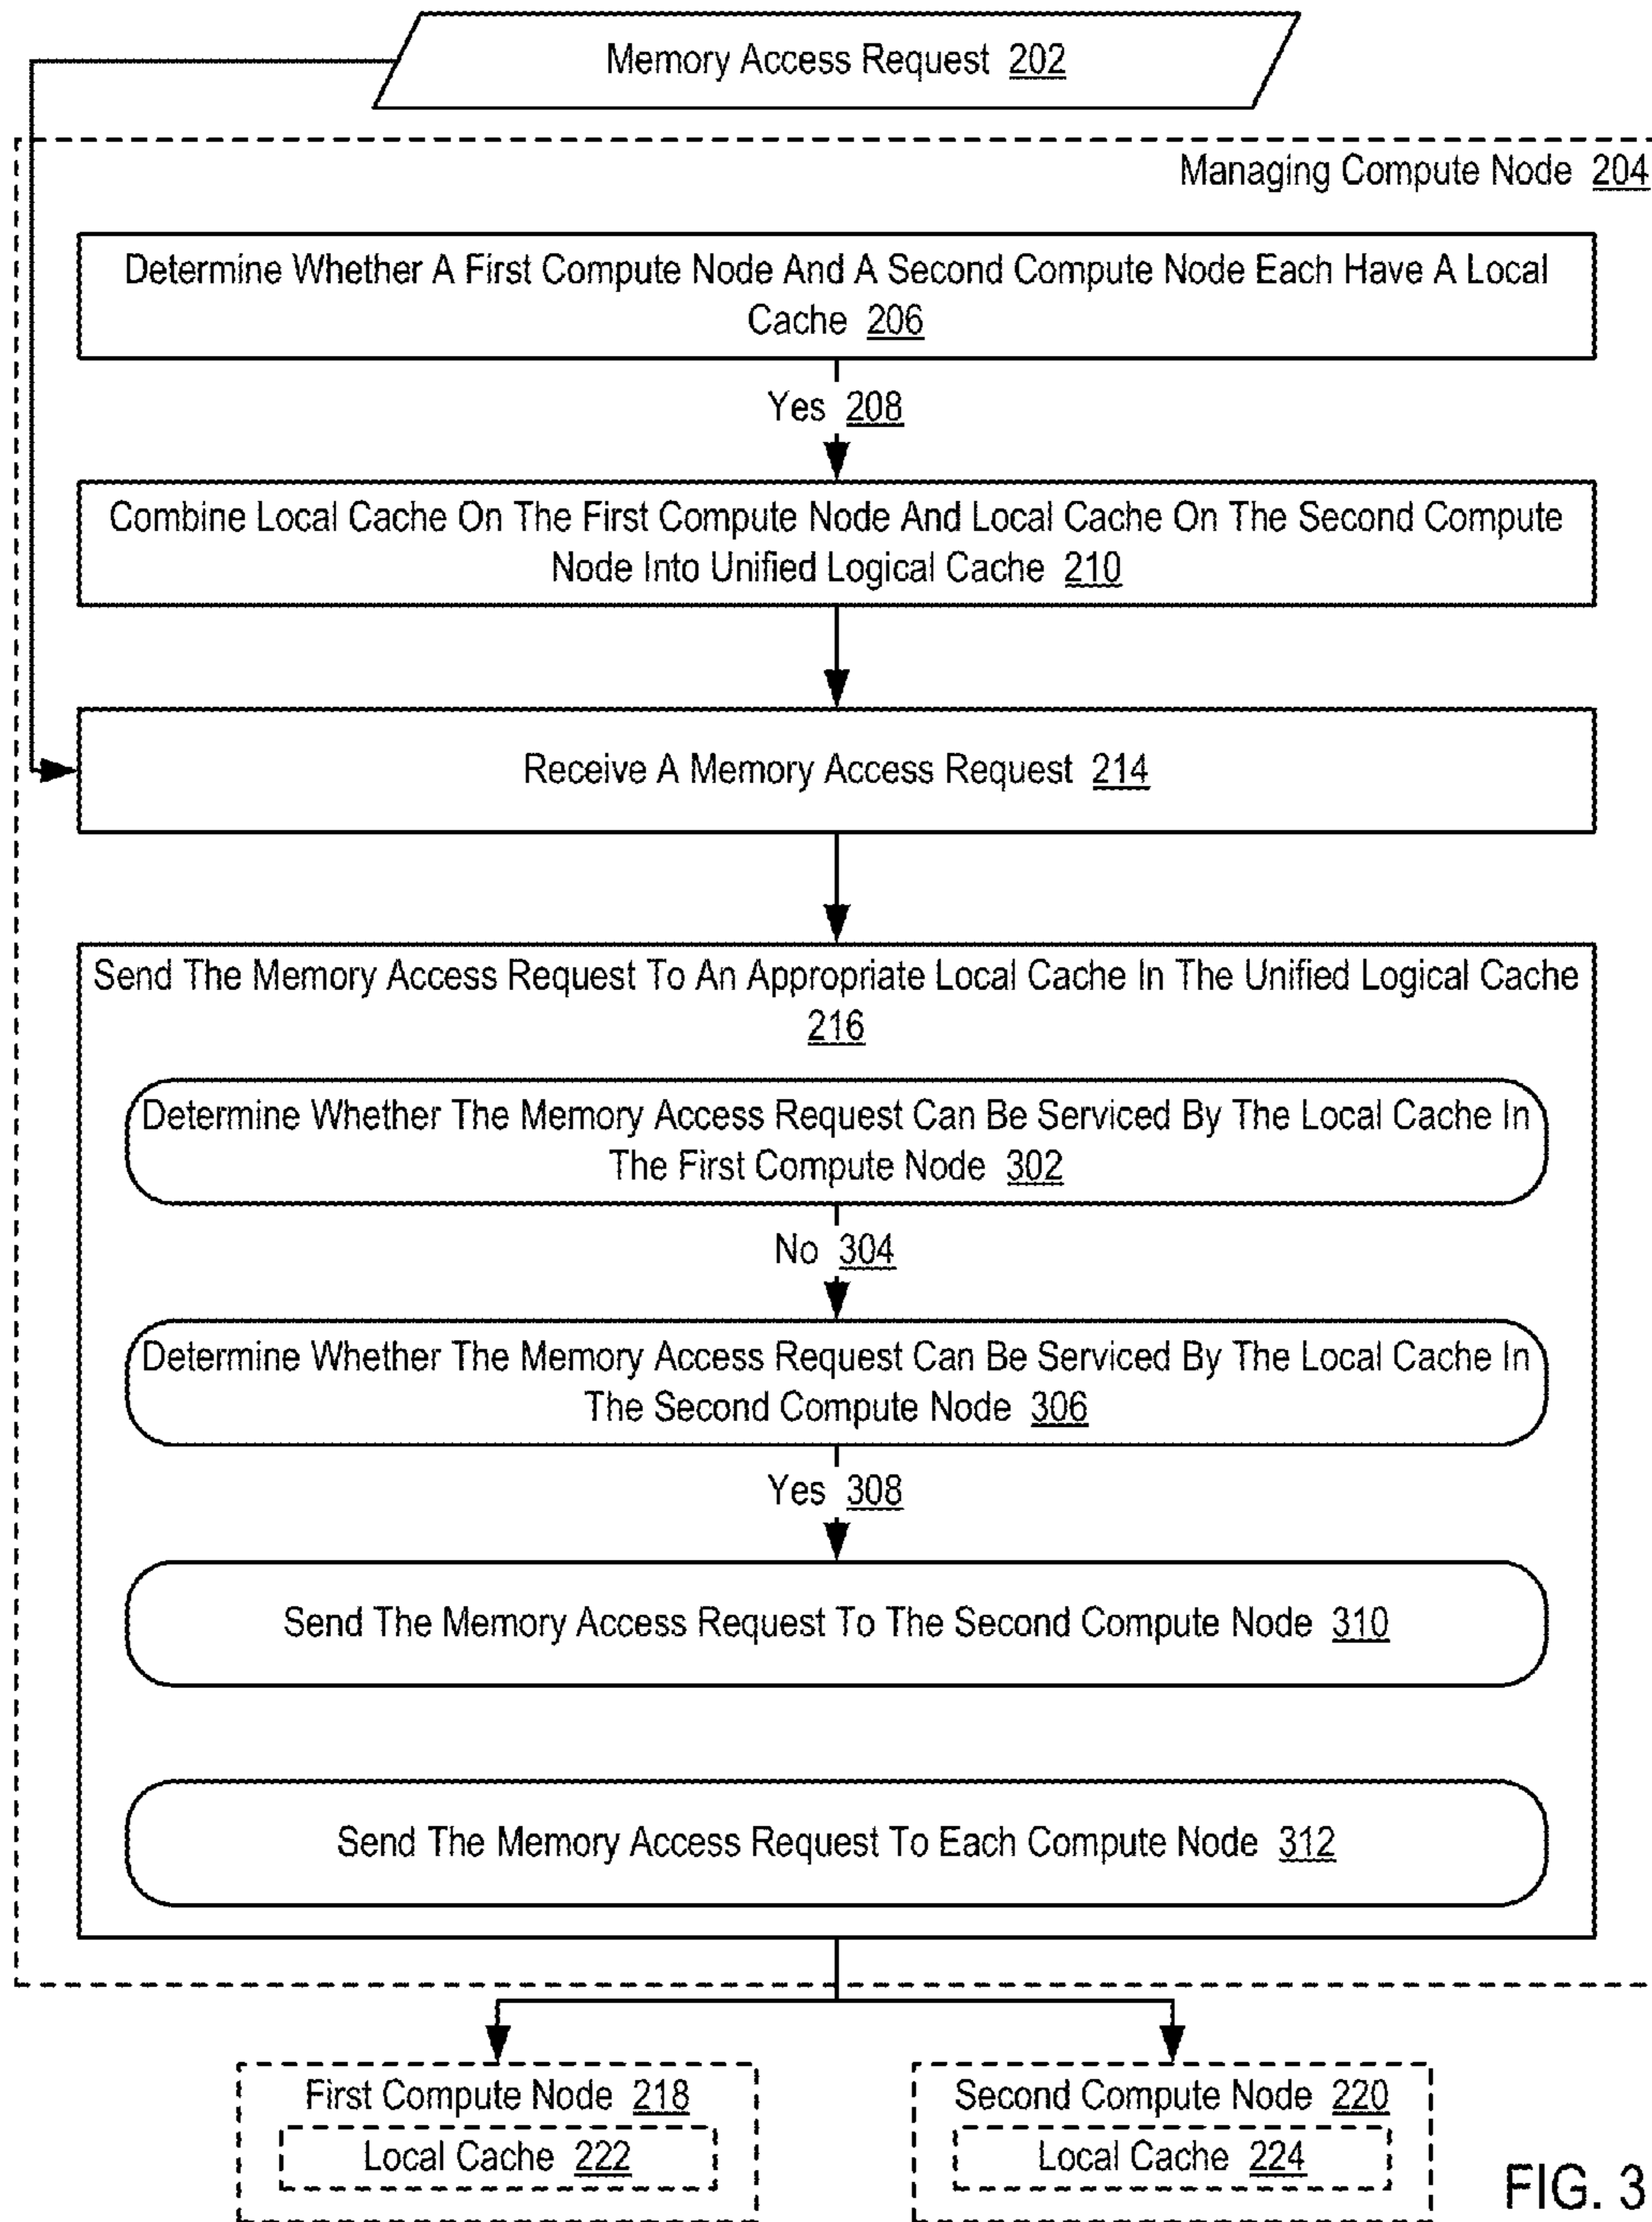 Memory Access Request 202
Managing Compute Node 204
Determine Whether A First Compute Node And A Second Compute Node Each Have A Local
Cache 206
Yes 208
Combine Local Cache On The First Compute Node And Local Cache On The Second Compute
Node Into Unified Logical Cache 210
Receive A Memory Access Request 214
Send The Memory Access Request To An Appropriate Local Cache In The Unified Logical Cache
216
Determine Whether The Memory Access Request Can Be Serviced By The Local Cache In
The First Compute Node 302
No 304
Determine Whether The Memory Access Request Can Be Serviced By The Local Cache In
The Second Compute Node 306
Yes 308
Send The Memory Access Request To The Second Compute Node 310
Send The Memory Access Request To Each Compute Node 312
First Compute Node 218
Local Cache 222
Second Compute Node 220
Local Cache 224
FIG. 3